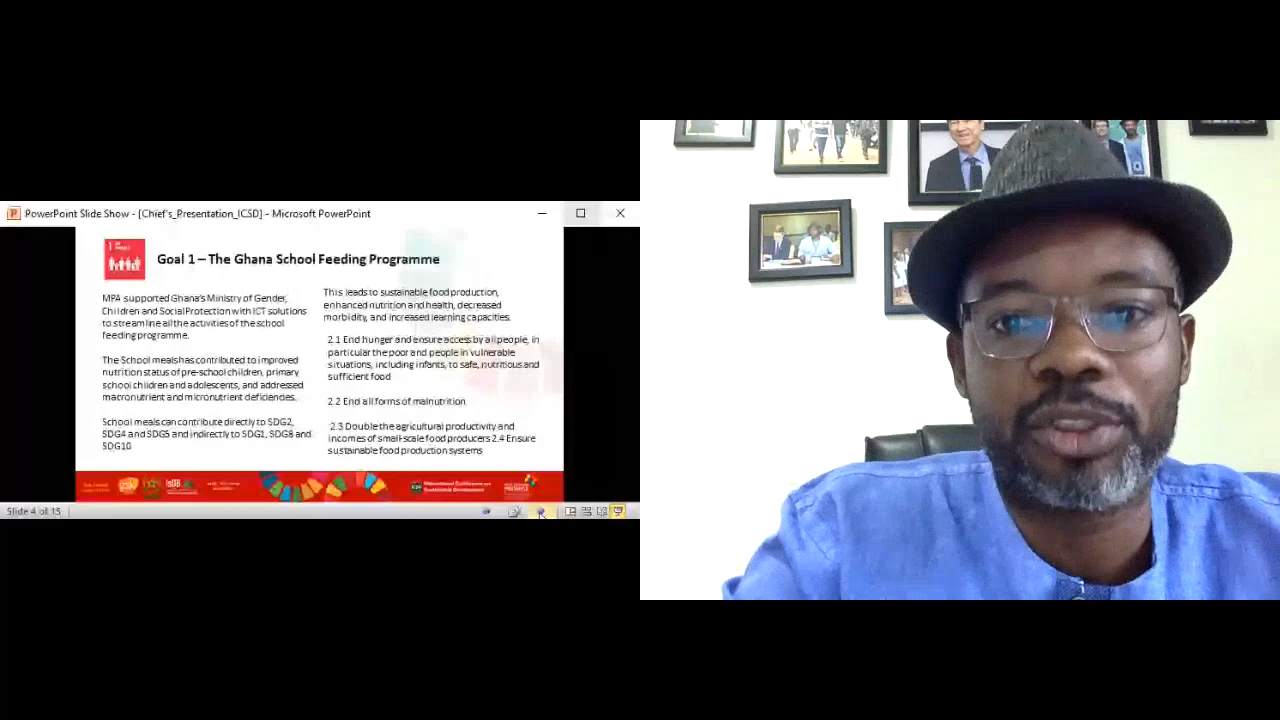 PowerPoint Slide Show - [Chief's_Presentation_ICSD] - Microsoft PowerPoint
1
Goal 1 – The Ghana School Feeding Programme
MPA supported Ghana's Ministry of Gender,
Children and Social Protection with ICT solutions
to streamline all the activities of the school
feeding programme.
The School meals has contributed to improved
nutrition status of pre-school children, primary
school children and adolescents, and addressed
macronutrient and micronutrient deficiencies.
School meals can contribute directly to SDG2,
SDG4 and SDG5 and indirectly to SDG1, SDG8 and
SDG10
This leads to sustainable food production,
enhanced nutrition and health, decreased
morbidity, and increased learning capacities.
2.1 End hunger and ensure access by all people, in
particular the poor and people in vulnerable
situations, including infants, to safe, nutritious and
sufficient food
2.2 End all forms of malnutrition
2.3 Double the agricultural productivity and
incomes of small-scale food producers 2.4 Ensure
sustainable food production systems
gsk
IsDB
International Conference on
Sustainable Development
Slide 4 of 15